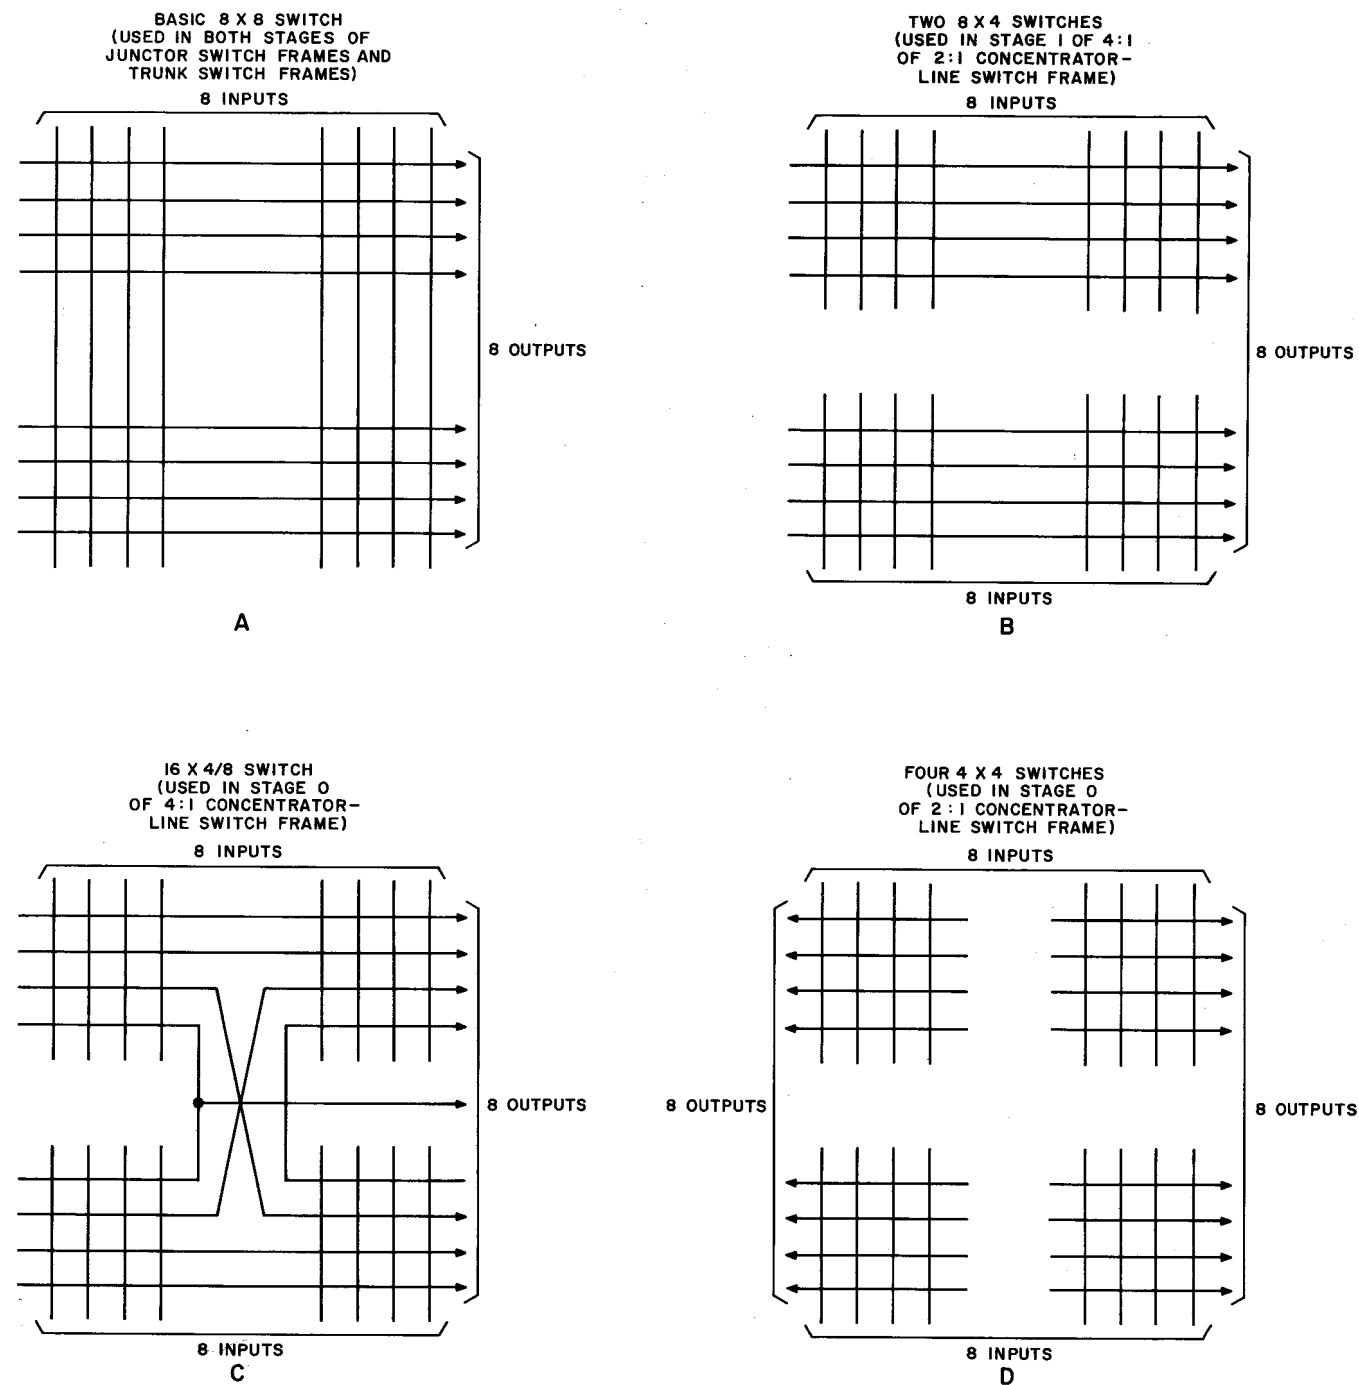 BASIC 8 X 8 SWITCH
(USED IN BOTH STAGES OF
JUNCTOR SWITCH FRAMES AND
TRUNK SWITCH FRAMES)
8 INPUTS
8 OUTPUTS
A
TWO 8 X 4 SWITCHES
(USED IN STAGE 1 OF 4:1
OF 2:1 CONCENTRATOR-
LINE SWITCH FRAME)
8 INPUTS
8 OUTPUTS
8 INPUTS
B
16 X 4/8 SWITCH
(USED IN STAGE 0
OF 4:1 CONCENTRATOR-
LINE SWITCH FRAME)
8 INPUTS
8 OUTPUTS
8 INPUTS
C
FOUR 4 X 4 SWITCHES
(USED IN STAGE 0
OF 2:1 CONCENTRATOR-
LINE SWITCH FRAME)
8 INPUTS
8 OUTPUTS
8 OUTPUTS
8 INPUTS
D